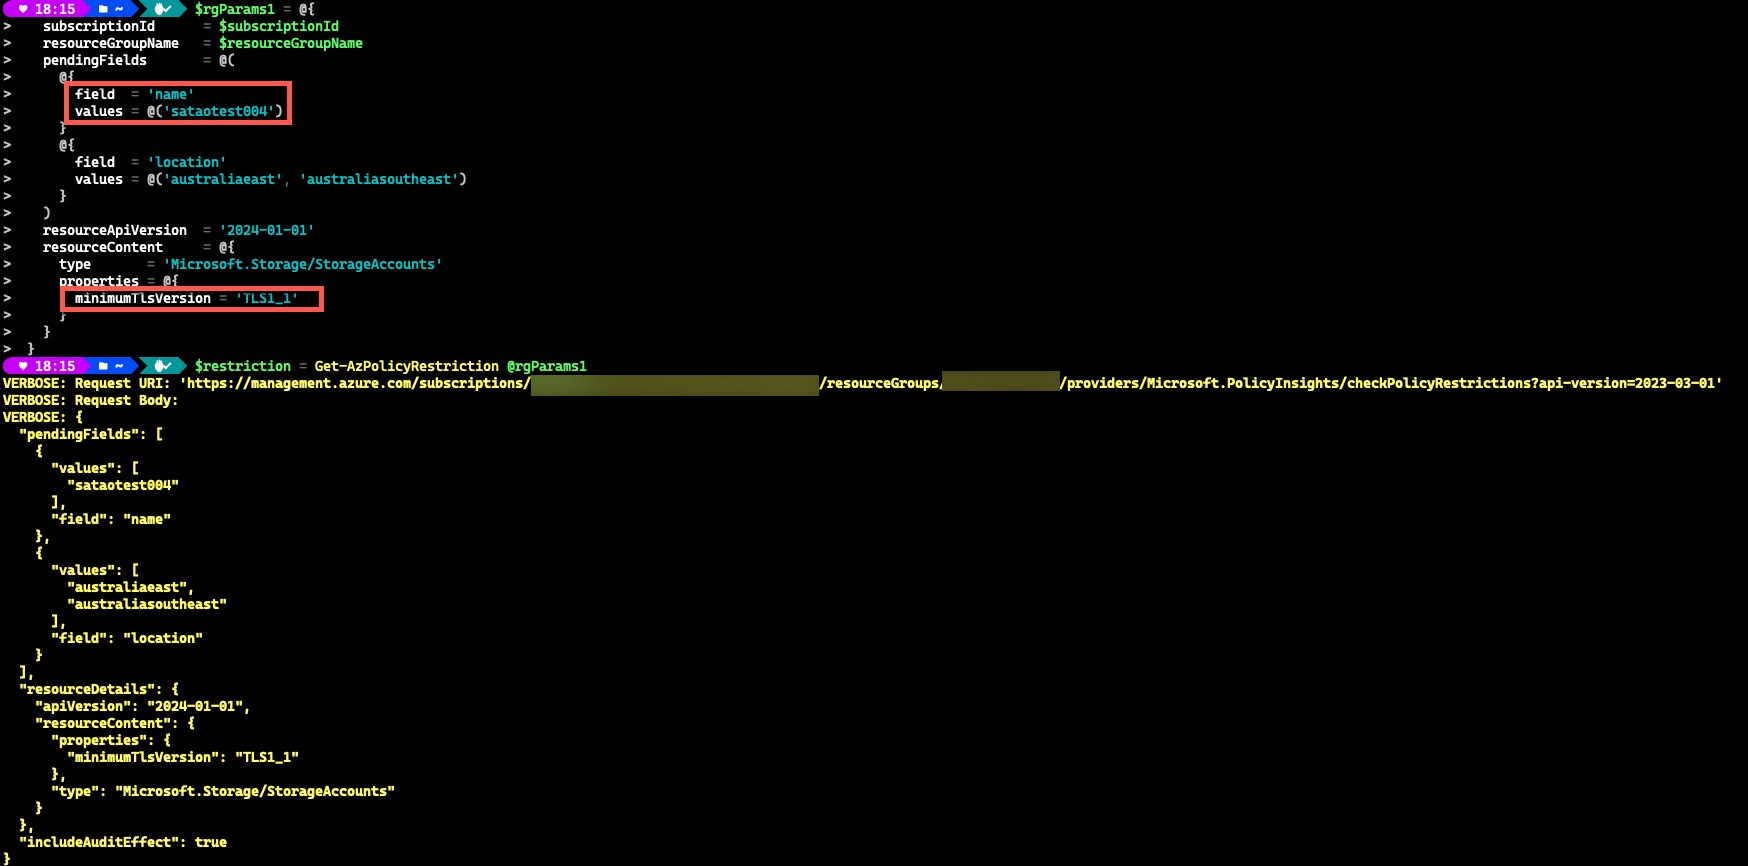 18:15 ~ $rgParams1 = @{
>    subscriptionId      = $subscriptionId
>    resourceGroupName   = $resourceGroupName
>    pendingFields       = @(
>      @{
>        field  = 'name'
>        values = @('sataotest004')
>      }
>      @{
>        field  = 'location'
>        values = @('australiaeast', 'australiasoutheast')
>      }
>    )
>    resourceApiVersion  = '2024-01-01'
>    resourceContent     = @{
>      type       = 'Microsoft.Storage/StorageAccounts'
>      properties = @{
>        minimumTlsVersion = 'TLS1_1'
>      }
>    }
>  }
18:15 ~ $restriction = Get-AzPolicyRestriction @rgParams1
VERBOSE: Request URI: 'https://management.azure.com/subscriptions/ /resourceGroups/ /providers/Microsoft.PolicyInsights/checkPolicyRestrictions?api-version=2023-03-01'
VERBOSE: Request Body:
VERBOSE: {
  "pendingFields": [
    {
      "values": [
        "sataotest004"
      ],
      "field": "name"
    },
    {
      "values": [
        "australiaeast",
        "australiasoutheast"
      ],
      "field": "location"
    }
  ],
  "resourceDetails": {
    "apiVersion": "2024-01-01",
    "resourceContent": {
      "properties": {
        "minimumTlsVersion": "TLS1_1"
      },
      "type": "Microsoft.Storage/StorageAccounts"
    }
  },
  "includeAuditEffect": true
}